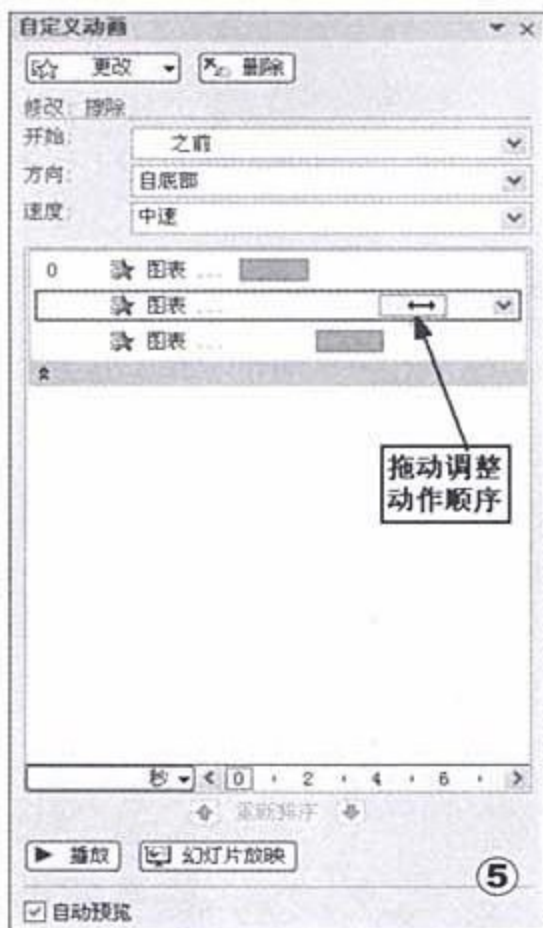 自定义动画
更改 删除
修改: 擦除
开始: 之前
方向: 自底部
速度: 中速
0 图表 ...
图表 ...
图表 ...
拖动调整
动作顺序
秒 0 2 4 6
重新排序
播放 幻灯片放映
⑤
自动预览